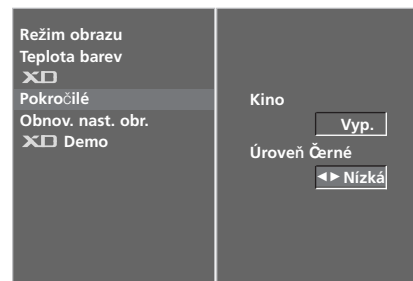 Režim obrazu
Teplota barev
XD
Pokročilé
Obnov. nast. obr.
XD Demo
Kino
Vyp.
Úroveň Černé
◄► Nízká